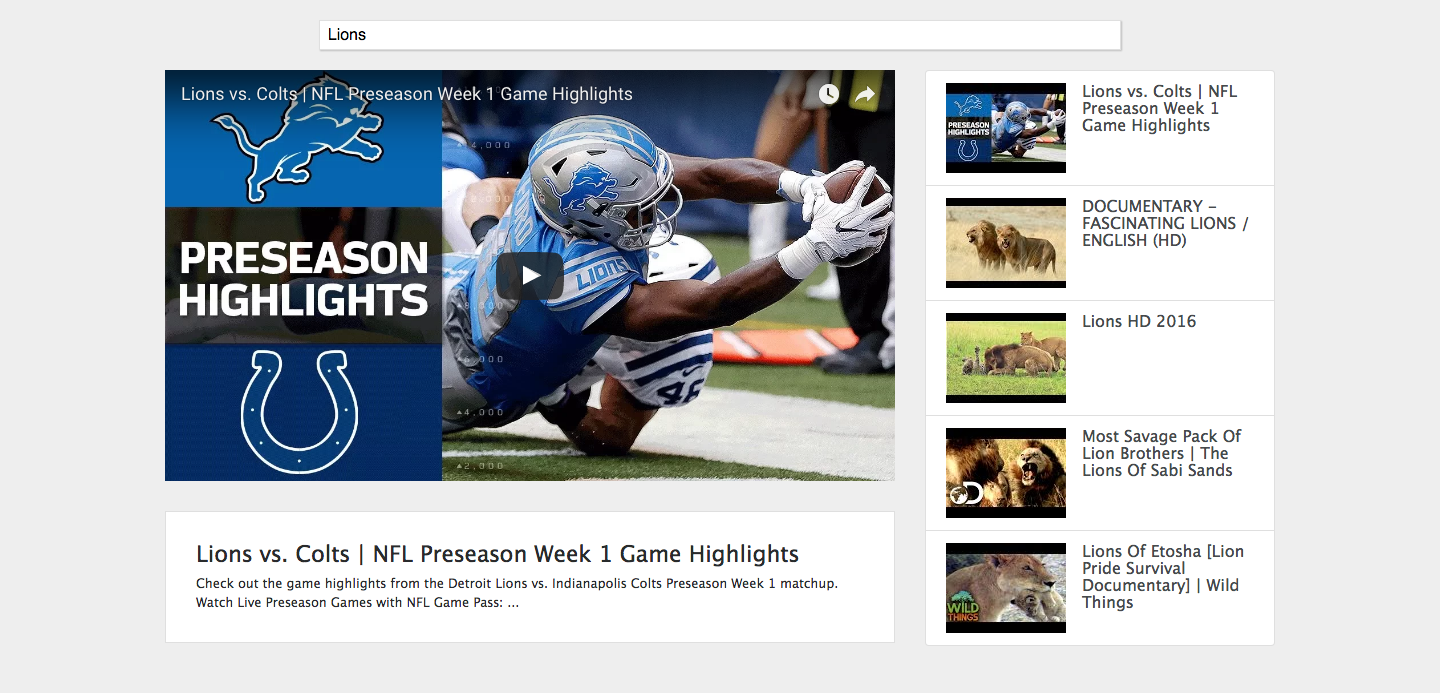 Lions
Lions vs. Colts | NFL Preseason Week 1 Game Highlights
PRESEASON
HIGHLIGHTS
LIONS
46
▲4,000
▲2,000
Lions vs. Colts | NFL Preseason Week 1 Game Highlights
Check out the game highlights from the Detroit Lions vs. Indianapolis Colts Preseason Week 1 matchup.
Watch Live Preseason Games with NFL Game Pass: ...
PRESEASON
HIGHLIGHTS
Lions vs. Colts | NFL
Preseason Week 1
Game Highlights
DOCUMENTARY -
FASCINATING LIONS /
ENGLISH (HD)
Lions HD 2016
Most Savage Pack Of
Lion Brothers | The
Lions Of Sabi Sands
WILD
THINGS
Lions Of Etosha [Lion
Pride Survival
Documentary] | Wild
Things